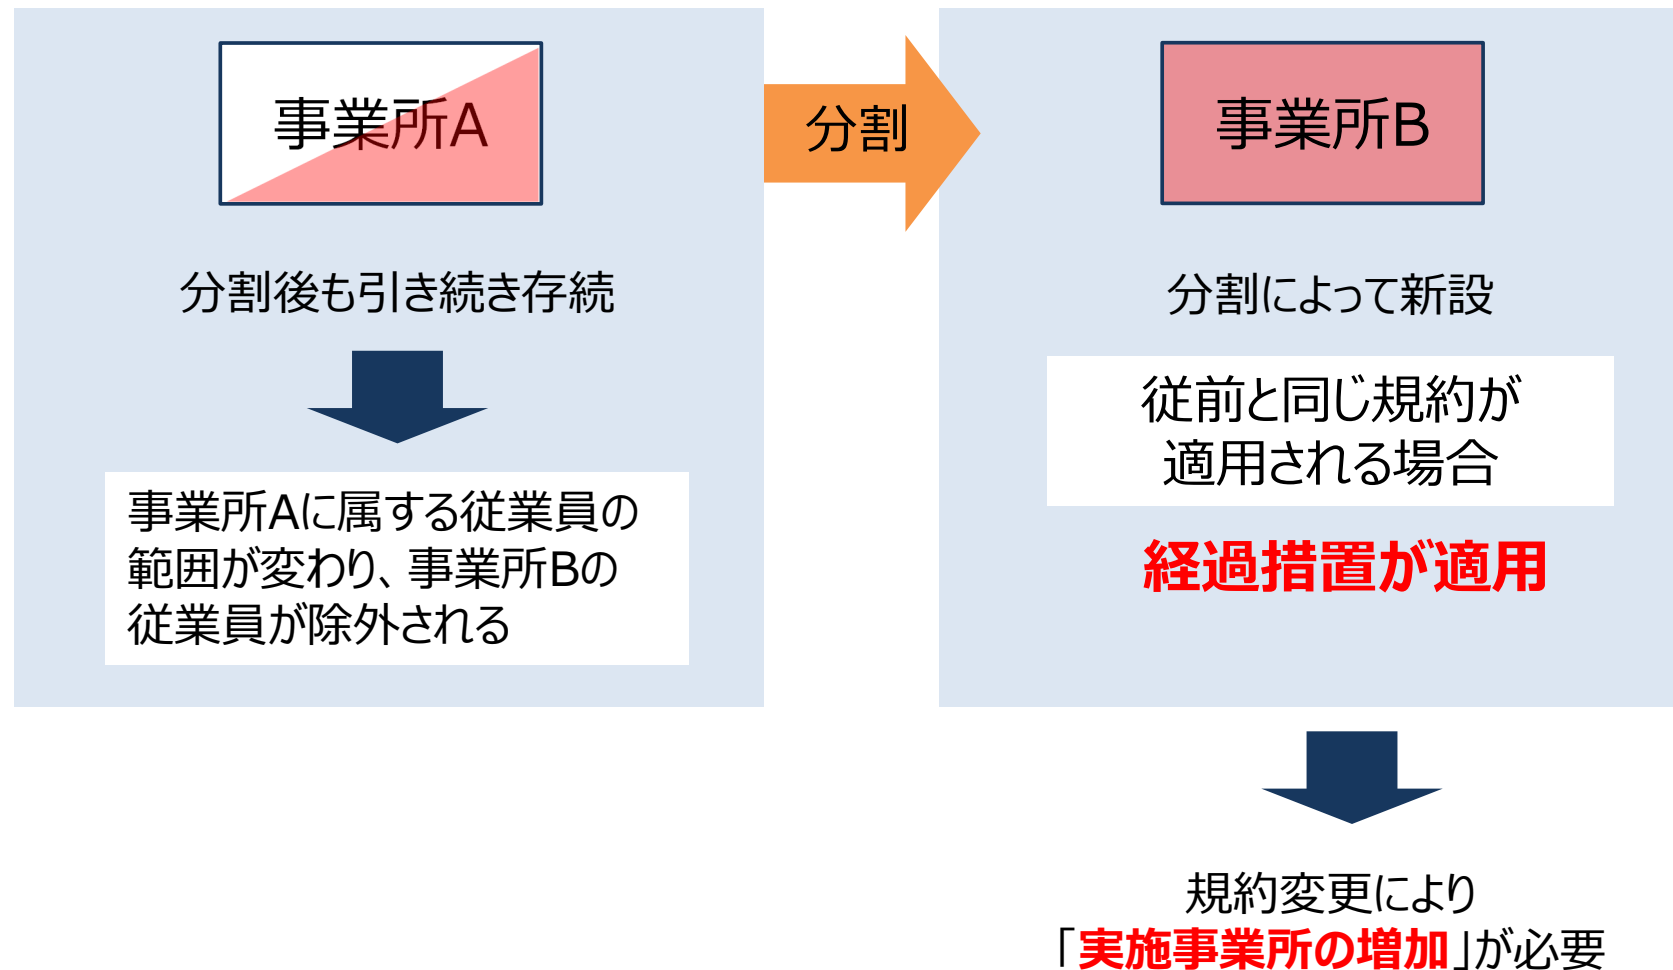 事業所A
分割後も引き続き存続
事業所Aに属する従業員の
範囲が変わり、事業所Bの
従業員が除外される
分割
事業所B
分割によって新設
従前と同じ規約が
適用される場合
経過措置が適用
規約変更により
「実施事業所の増加」が必要